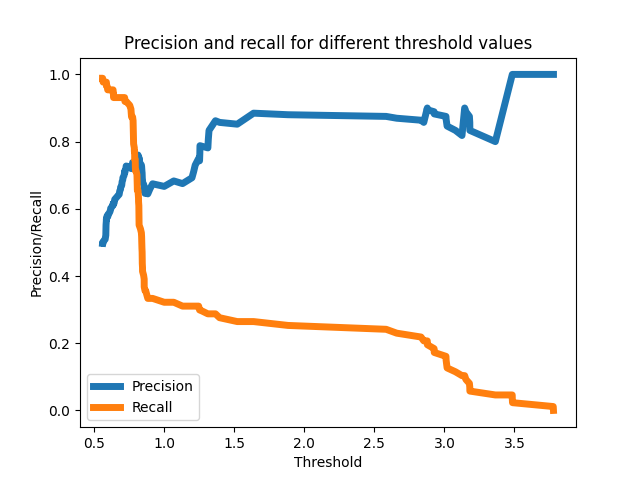 Precision and recall for different threshold values
1.0
0.8
0.6
0.4
0.2
0.0
Precision/Recall
Precision
Recall
0.5 1.0 1.5 2.0 2.5 3.0 3.5
Threshold